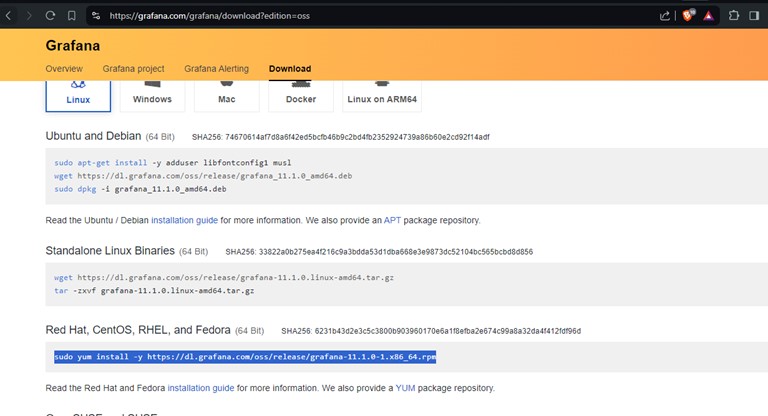 https://grafana.com/grafana/download?edition=oss
Grafana
Overview Grafana project Grafana Alerting Download
Linux Windows Mac Docker Linux on ARM64
Ubuntu and Debian (64 Bit) SHA256: 74670614af7d8a6f42ed5bcfb46b9c2bd4fb2352924739a86b60e2cd92f14adf
sudo apt-get install -y adduser libfontconfig1 musl
wget https://dl.grafana.com/oss/release/grafana_11.1.0_amd64.deb
sudo dpkg -i grafana_11.1.0_amd64.deb
Read the Ubuntu / Debian installation guide for more information. We also provide an APT package repository.
Standalone Linux Binaries (64 Bit) SHA256: 33822a0b275ea4f216c9a3bdda53d1dba668e3e9873dc52104bc565bcbd8d856
wget https://dl.grafana.com/oss/release/grafana-11.1.0.linux-amd64.tar.gz
tar -zxvf grafana-11.1.0.linux-amd64.tar.gz
Red Hat, CentOS, RHEL, and Fedora (64 Bit) SHA256: 6231b43d2e3c5c3800b903960170e6a1f8efba2e674c99a8a32da4f412fdf96d
sudo yum install -y https://dl.grafana.com/oss/release/grafana-11.1.0-1.x86_64.rpm
Read the Red Hat and Fedora installation guide for more information. We also provide a YUM package repository.